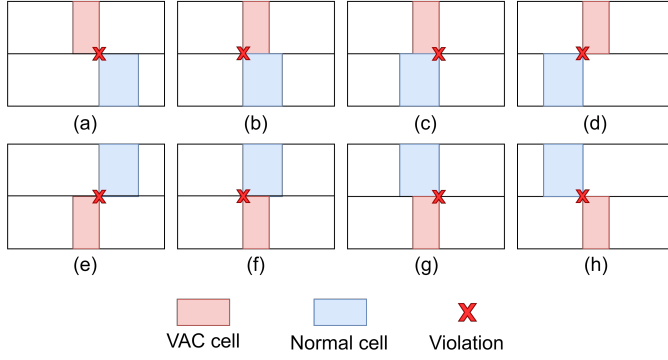 (a) (b) (c) (d)
(e) (f) (g) (h)
VAC cell Normal cell Violation